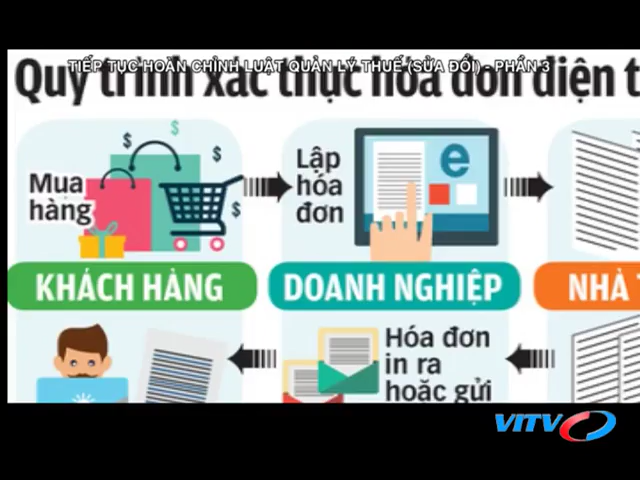 TIẾP TỤC HOÀN CHỈNH LUẬT QUẢN LÝ THUẾ (SỬA ĐỔI) - PHẦN 3
Quy trình xác thực hóa đơn điện t
Mua
hàng
$
$
$
$
Lập
hóa
đơn
e
KHÁCH HÀNG
DOANH NGHIỆP
NHÀ
Hóa đơn
in ra
hoặc gửi
VITV